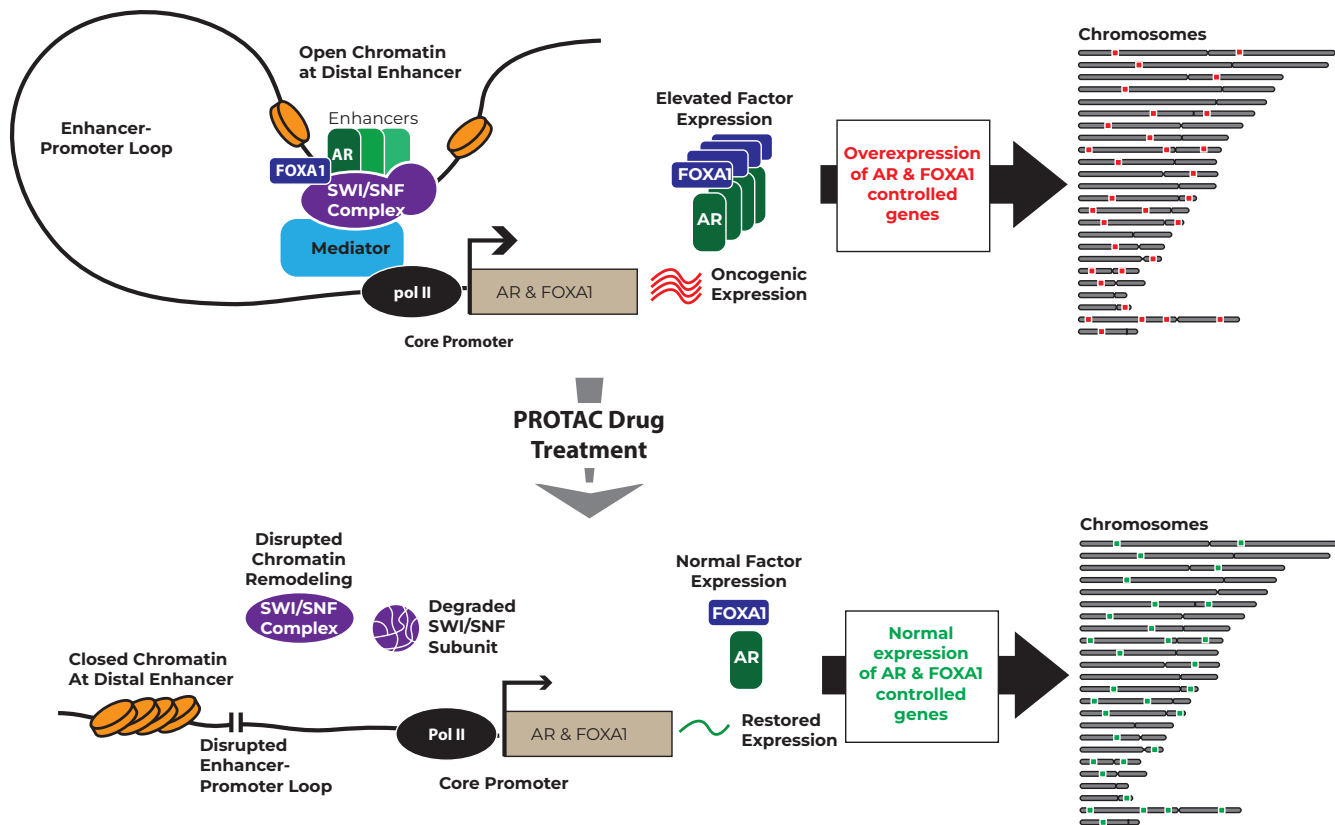 Open Chromatin
at Distal Enhancer
Enhancer-
Promoter Loop
Enhancers
AR
FOXA1
SWI/SNF
Complex
Mediator
pol II
AR & FOXA1
Core Promoter
Elevated Factor
Expression
FOXA1
AR
Oncogenic
Expression
Overexpression
of AR & FOXA1
controlled
genes
Chromosomes
PROTAC Drug
Treatment
Disrupted
Chromatin
Remodeling
SWI/SNF
Complex
Degraded
SWI/SNF
Subunit
Closed Chromatin
At Distal Enhancer
Disrupted
Enhancer-
Promoter Loop
Pol II
AR & FOXA1
Core Promoter
Normal Factor
Expression
FOXA1
AR
Restored
Expression
Normal
expression
of AR & FOXA1
controlled
genes
Chromosomes